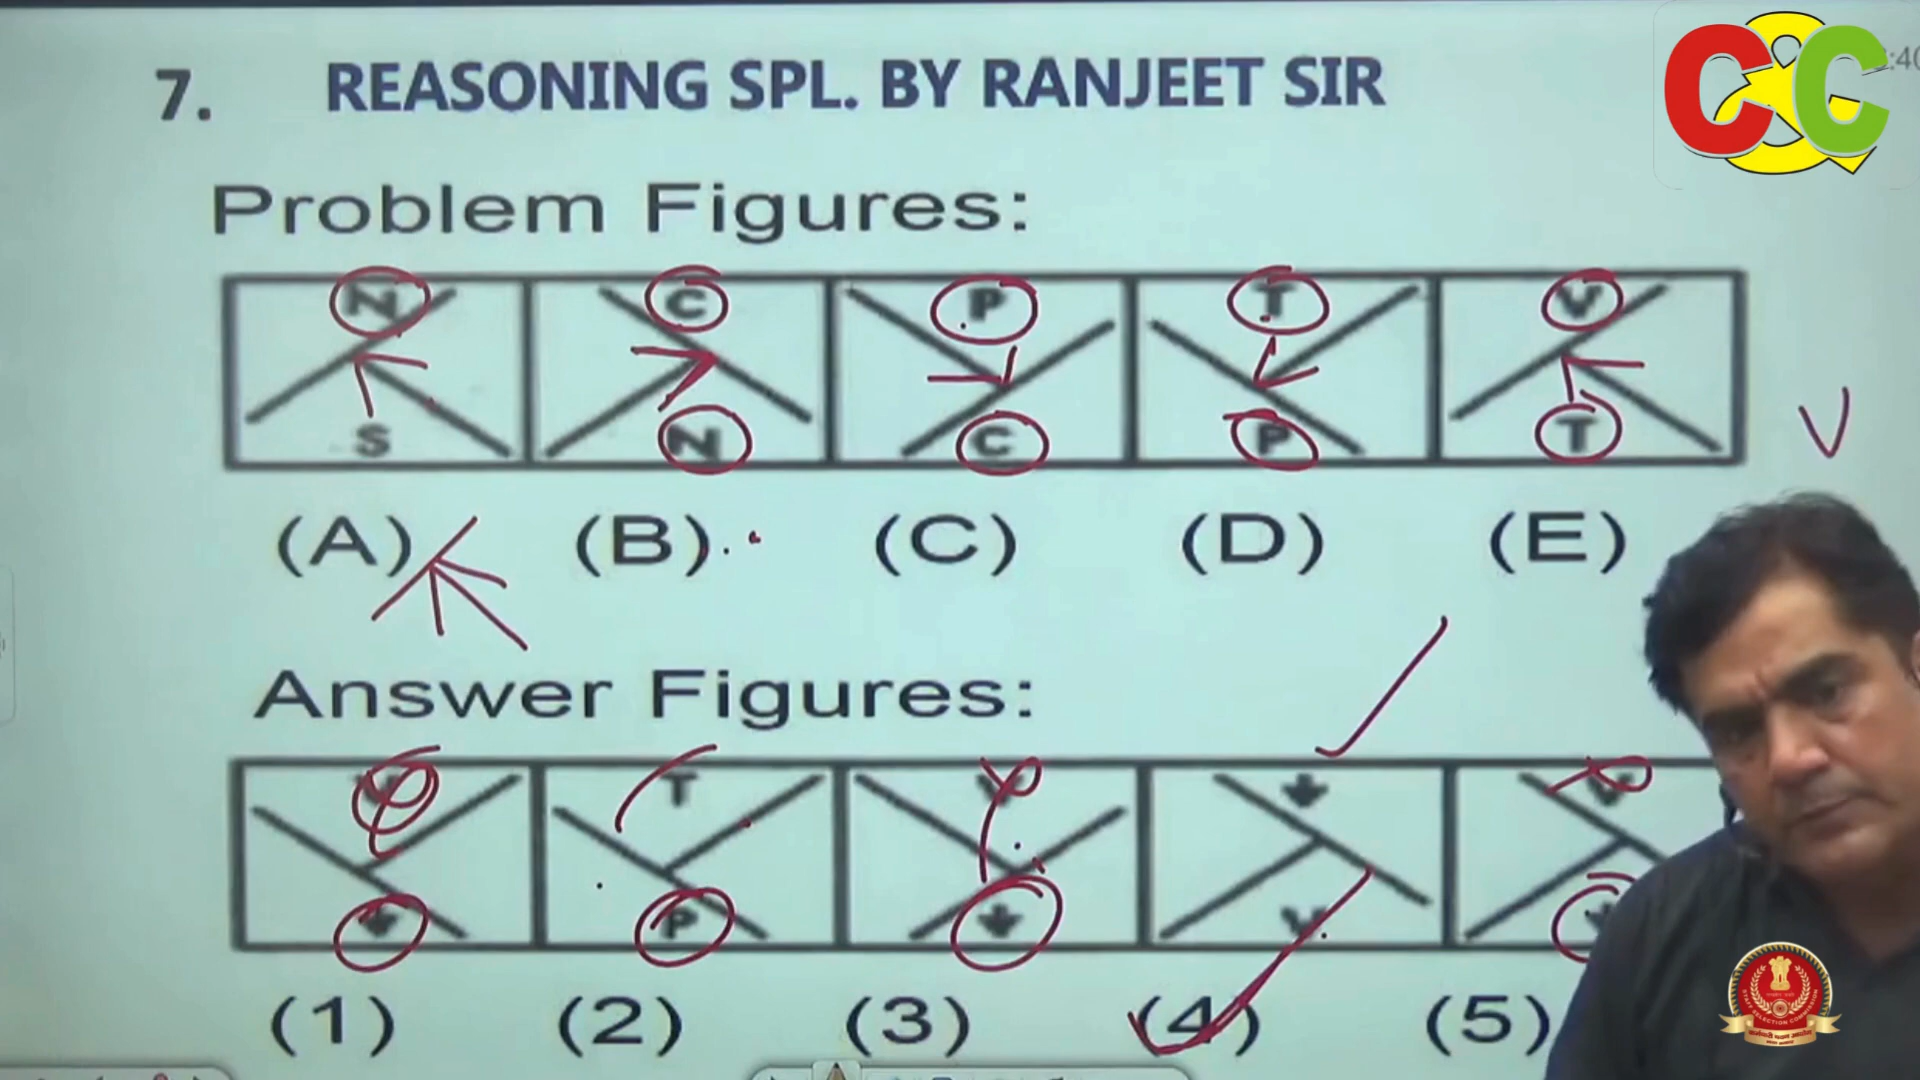 C&C
7. REASONING SPL. BY RANJEET SIR
Problem Figures:
N C P T V
S N C P T V
(A) (B) (C) (D) (E)
Answer Figures:
V T V V
P V
(1) (2) (3) (4) (5)